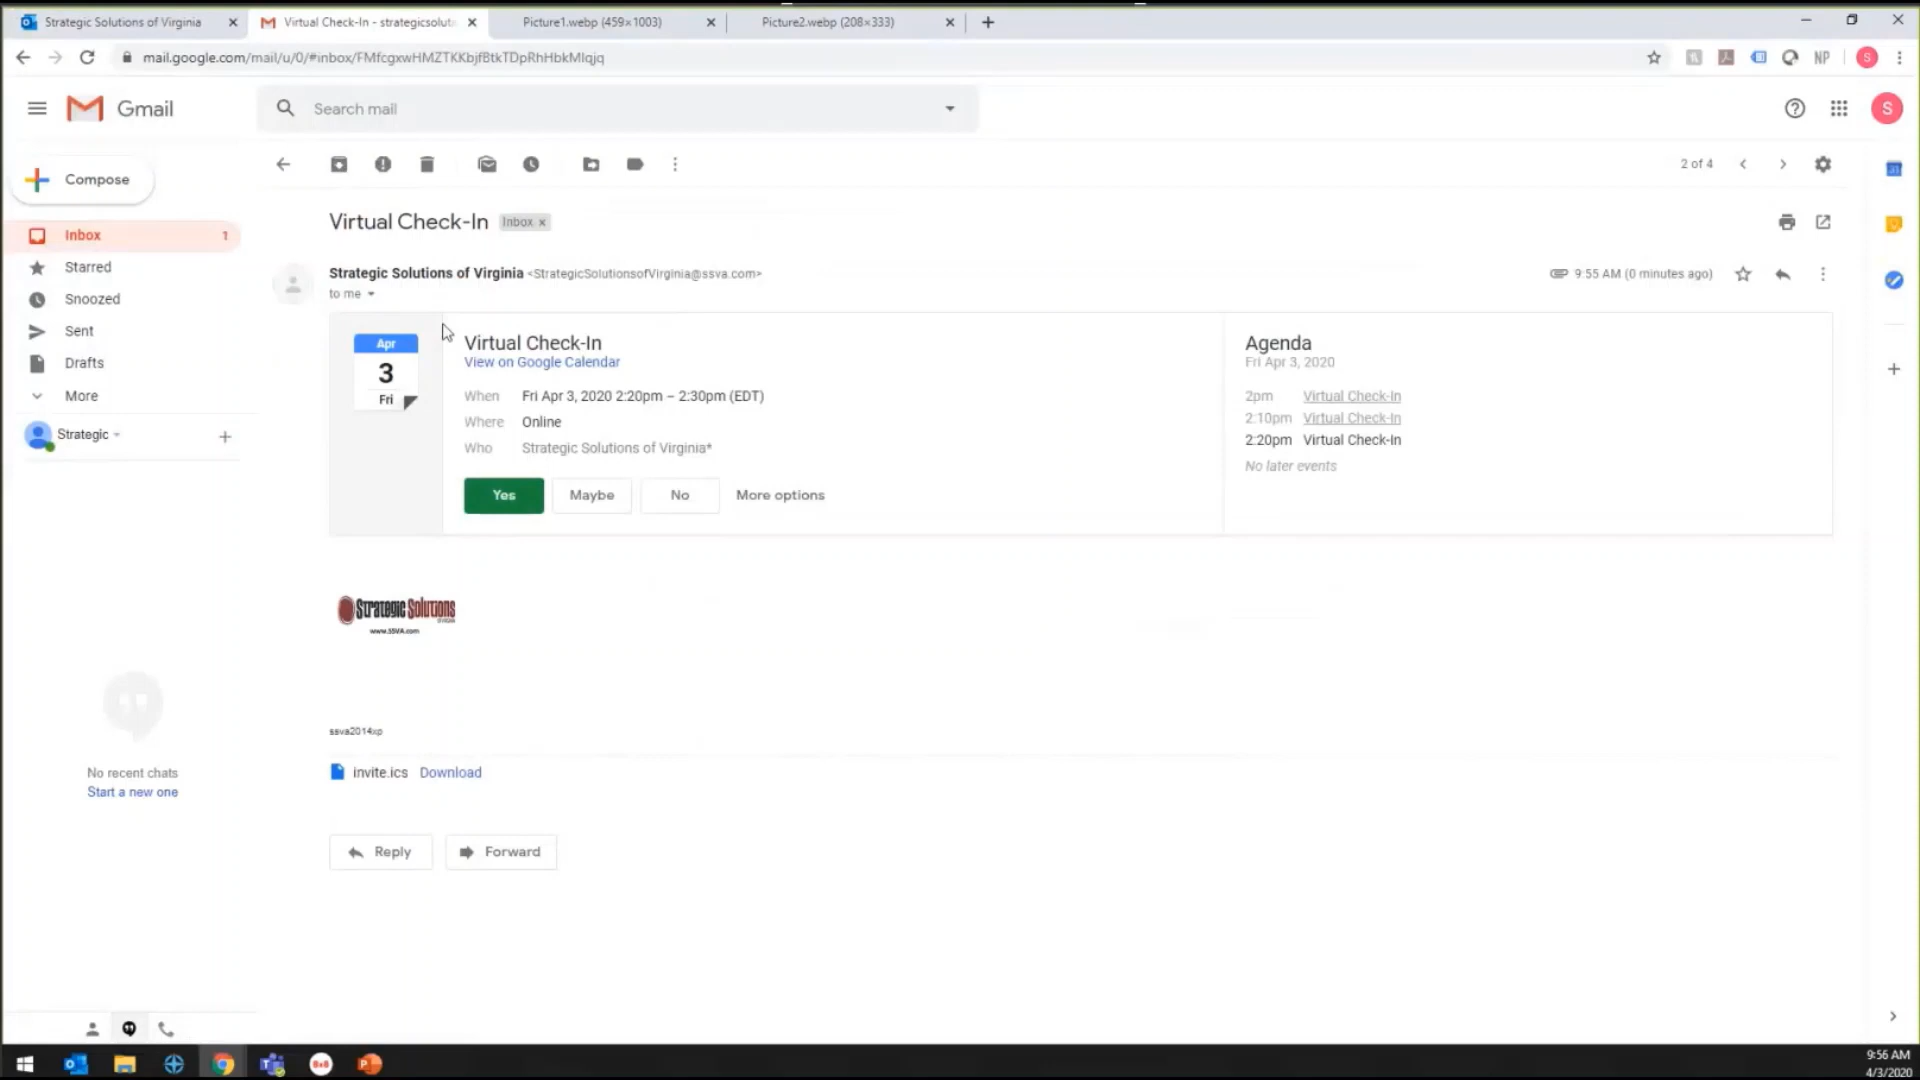 Strategic Solutions of Virginia
Virtual Check-In - strategicsolut
Picture1.webp (459×1003)
Picture2.webp (208×333)
mail.google.com/mail/u/0/#inbox/FMfcgxwHMZTKKbjfBtkTDpRhHbkMlqjq
NP
S
Gmail
Search mail
S
Compose
2 of 4
31
Virtual Check-In
Inbox ×
Inbox
1
Starred
Snoozed
Sent
Drafts
More
Strategic
Strategic Solutions of Virginia <StrategicSolutionsofVirginia@ssva.com>
9:55 AM (0 minutes ago)
to me
Apr
3
Fri
Virtual Check-In
View on Google Calendar
When Fri Apr 3, 2020 2:20pm – 2:30pm (EDT)
Where Online
Who Strategic Solutions of Virginia*
Yes
Maybe
No
More options
Agenda
Fri Apr 3, 2020
2pm Virtual Check-In
2:10pm Virtual Check-In
2:20pm Virtual Check-In
No later events
Strategic Solutions
www.SSVA.com
ssva2014xp
invite.ics Download
Reply
Forward
No recent chats
Start a new one
9:56 AM
4/3/2020